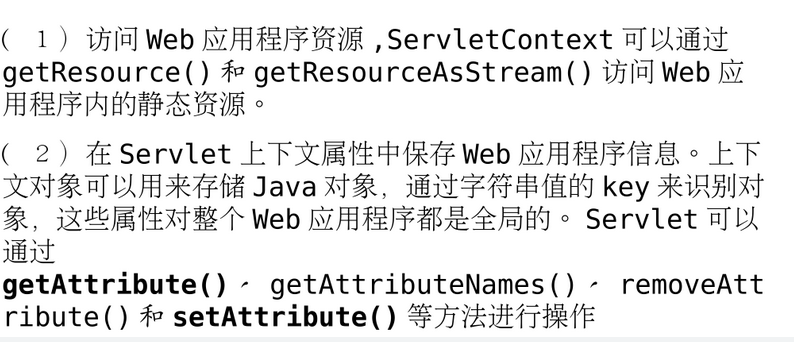 ( 1 ) 访问 Web 应用程序资源 ,ServletContext 可以通过
getResource() 和 getResourceAsStream() 访问 Web 应
用程序内的静态资源。
( 2 ) 在 Servlet 上下文属性中保存 Web 应用程序信息。上下
文对象可以用来存储 Java 对象，通过字符串值的 key 来识别对
象，这些属性对整个 Web 应用程序都是全局的。 Servlet 可以
通过
getAttribute() 、 getAttributeNames() 、 removeAtt
ribute() 和 setAttribute() 等方法进行操作